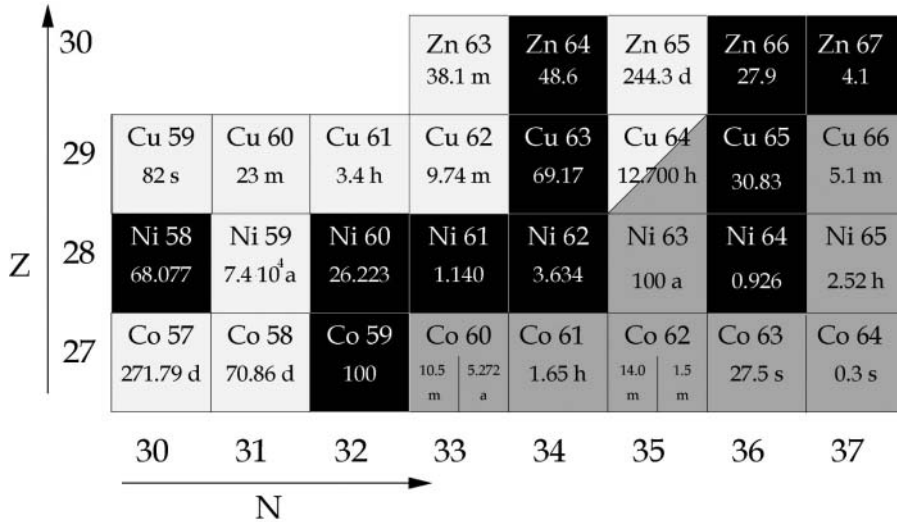 30
Zn 63 Zn 64 Zn 65 Zn 66 Zn 67
38.1 m 48.6 244.3 d 27.9 4.1
29
Cu 59 Cu 60 Cu 61 Cu 62 Cu 63 Cu 64 Cu 65 Cu 66
82 s 23 m 3.4 h 9.74 m 69.17 12.700 h 30.83 5.1 m
Z
28
Ni 58 Ni 59 Ni 60 Ni 61 Ni 62 Ni 63 Ni 64 Ni 65
68.077 7.4 10⁴ a 26.223 1.140 3.634 100 a 0.926 2.52 h
27
Co 57 Co 58 Co 59 Co 60 Co 61 Co 62 Co 63 Co 64
271.79 d 70.86 d 100 10.5 m 5.272 a 1.65 h 14.0 m 1.5 m 27.5 s 0.3 s
30 31 32 33 34 35 36 37
N